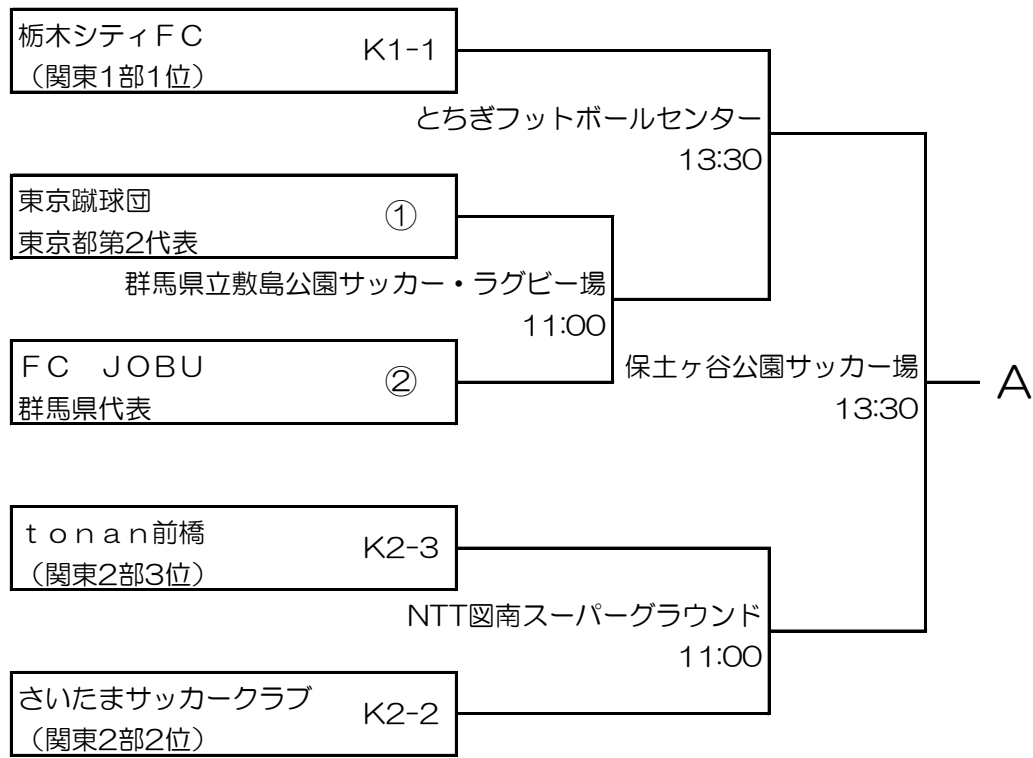 栃木シティＦＣ
（関東1部1位）
K1-1
とちぎフットボールセンター
13:30
東京蹴球団
東京都第2代表
①
群馬県立敷島公園サッカー・ラグビー場
11:00
ＦＣ　ＪＯＢＵ
群馬県代表
②
保土ヶ谷公園サッカー場
13:30
A
ｔｏｎａｎ前橋
（関東2部3位）
K2-3
NTT図南スーパーグラウンド
11:00
さいたまサッカークラブ
（関東2部2位）
K2-2